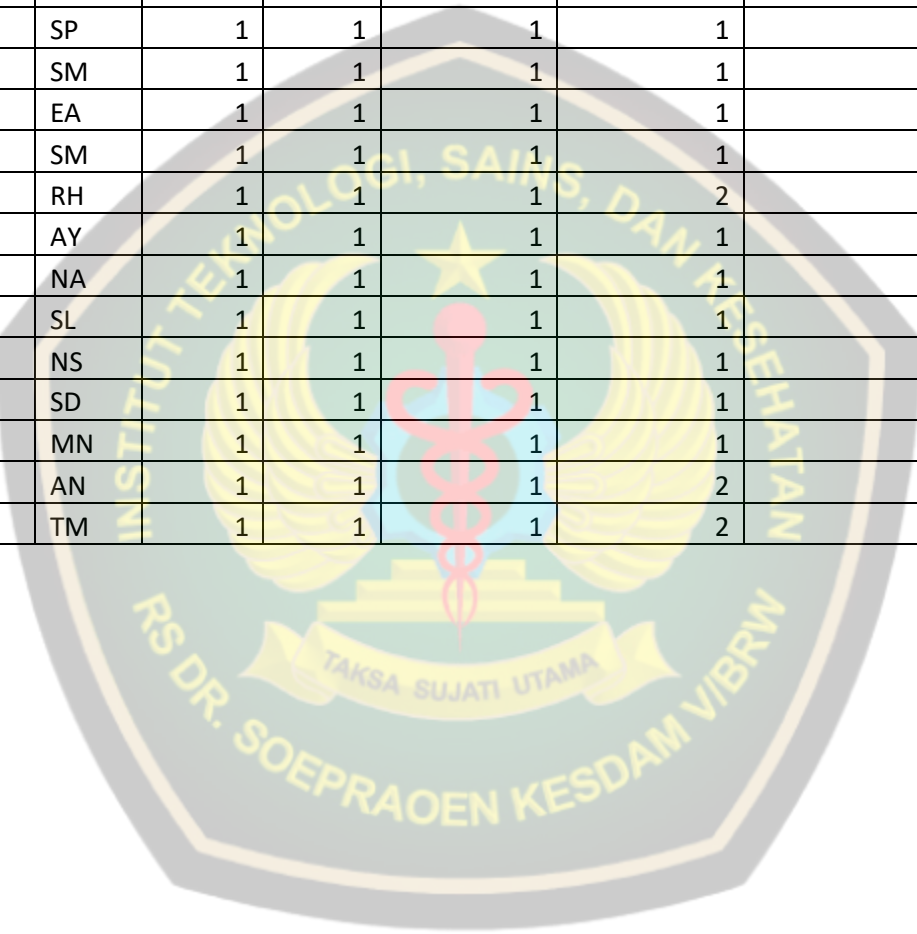 SP 1 1 1 1
SM 1 1 1 1
EA 1 1 1 1
SM 1 1 1 1
RH 1 1 1 2
AY 1 1 1 1
NA 1 1 1 1
SL 1 1 1 1
NS 1 1 1 1
SD 1 1 1 1
MN 1 1 1 1
AN 1 1 1 2
TM 1 1 1 2
INSTITUT TEKNOLOGI, SAINS, DAN KESEHATAN
TAKSA SUJATI UTAMA
RS DR. SOEPRAOEN KESDAM V/BRW